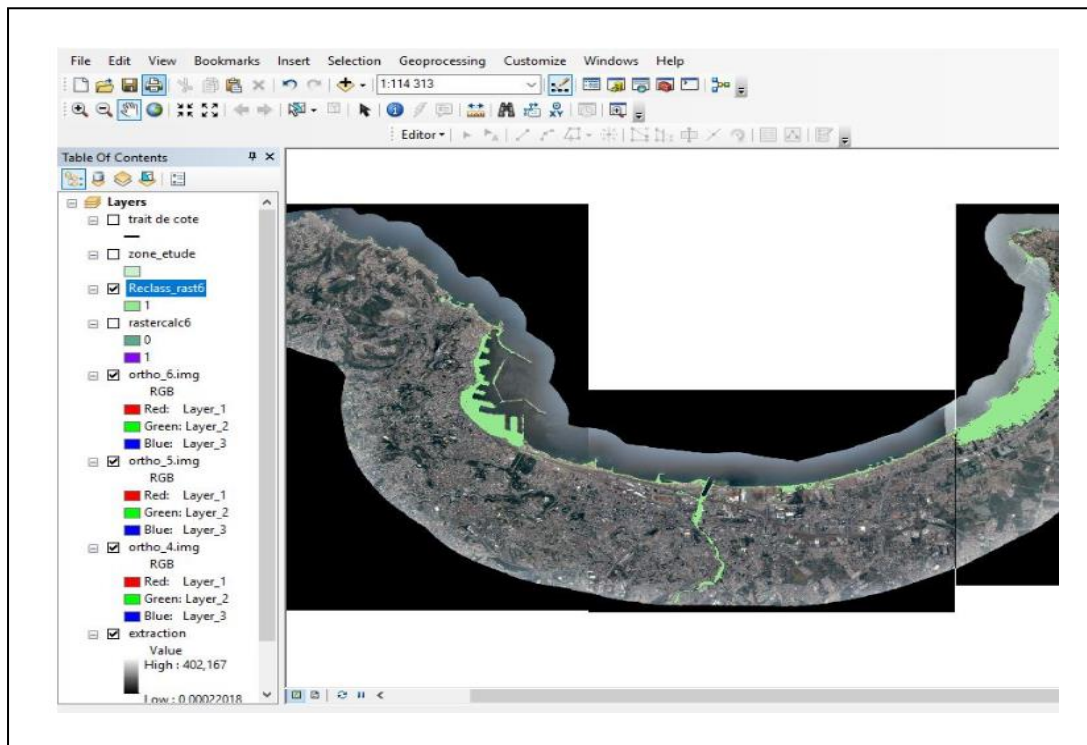 File Edit View Bookmarks Insert Selection Geoprocessing Customize Windows Help
1:114 313
Editor
Table Of Contents
Layers
trait de cote
zone_etude
Reclass_rast6
1
rastercalc6
0
1
ortho_6.img
RGB
Red: Layer_1
Green: Layer_2
Blue: Layer_3
ortho_5.img
RGB
Red: Layer_1
Green: Layer_2
Blue: Layer_3
ortho_4.img
RGB
Red: Layer_1
Green: Layer_2
Blue: Layer_3
extraction
Value
High : 402,167
Low : 0,00022018